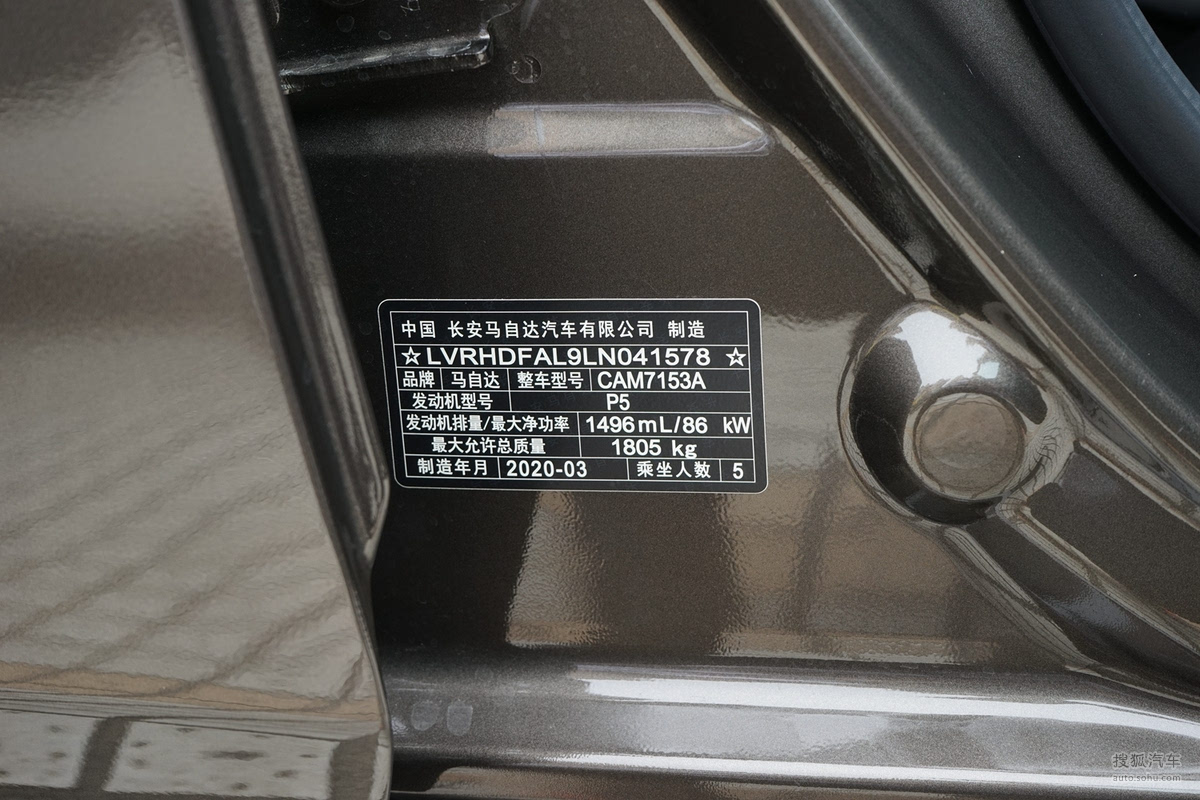 中国 长安马自达汽车有限公司 制造
☆LVRHDFAL9LN041578☆
品牌 马自达 整车型号 CAM7153A
发动机型号 P5
发动机排量/最大净功率 1496mL/86 kW
最大允许总质量 1805 kg
制造年月 2020-03 乘坐人数 5
搜狐汽车
auto.sohu.com